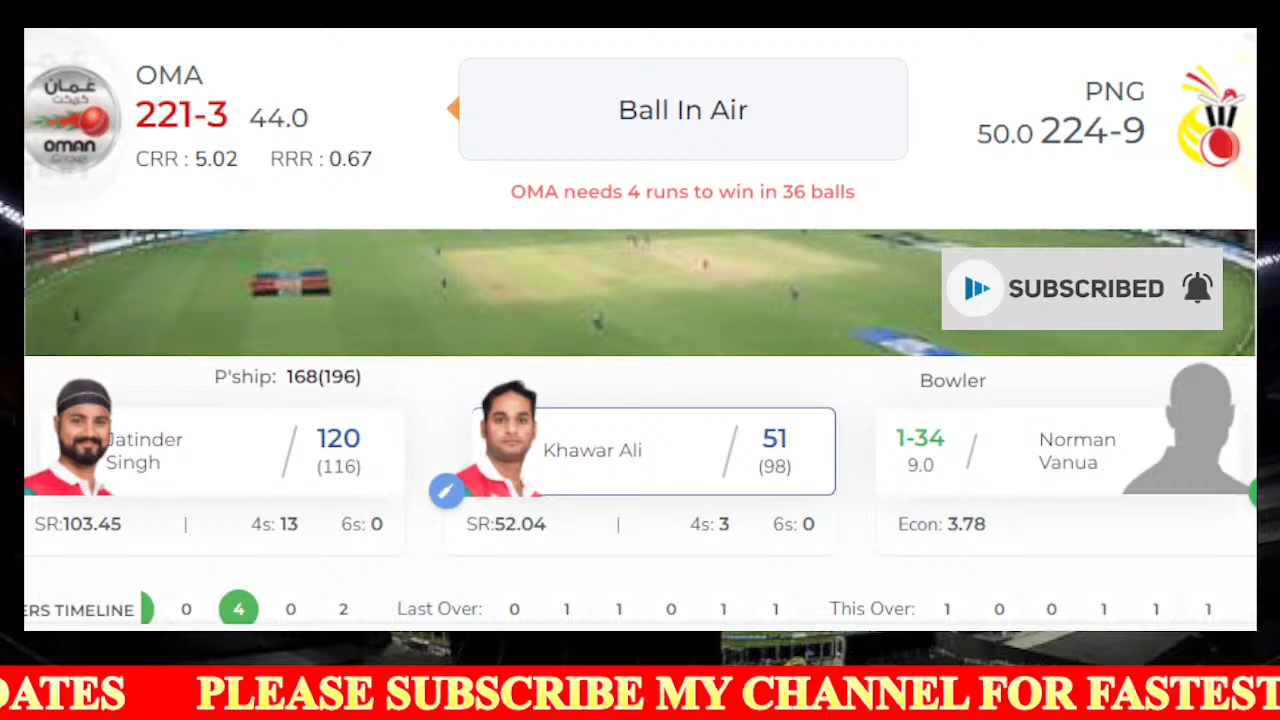 عُمان
كريكت
oman
OMA
221-3 44.0
CRR : 5.02 RRR : 0.67
Ball In Air
OMA needs 4 runs to win in 36 balls
PNG
50.0 224-9
SUBSCRIBED
P'ship: 168(196)
Jatinder
Singh
120
(116)
SR:103.45 | 4s: 13 6s: 0
Khawar Ali
51
(98)
SR:52.04 | 4s: 3 6s: 0
Bowler
1-34
9.0
Norman
Vanua
Econ: 3.78
ERS TIMELINE 0 4 0 2 Last Over: 0 1 1 0 1 1 This Over: 1 0 0 1 1 1
DATES PLEASE SUBSCRIBE MY CHANNEL FOR FASTEST